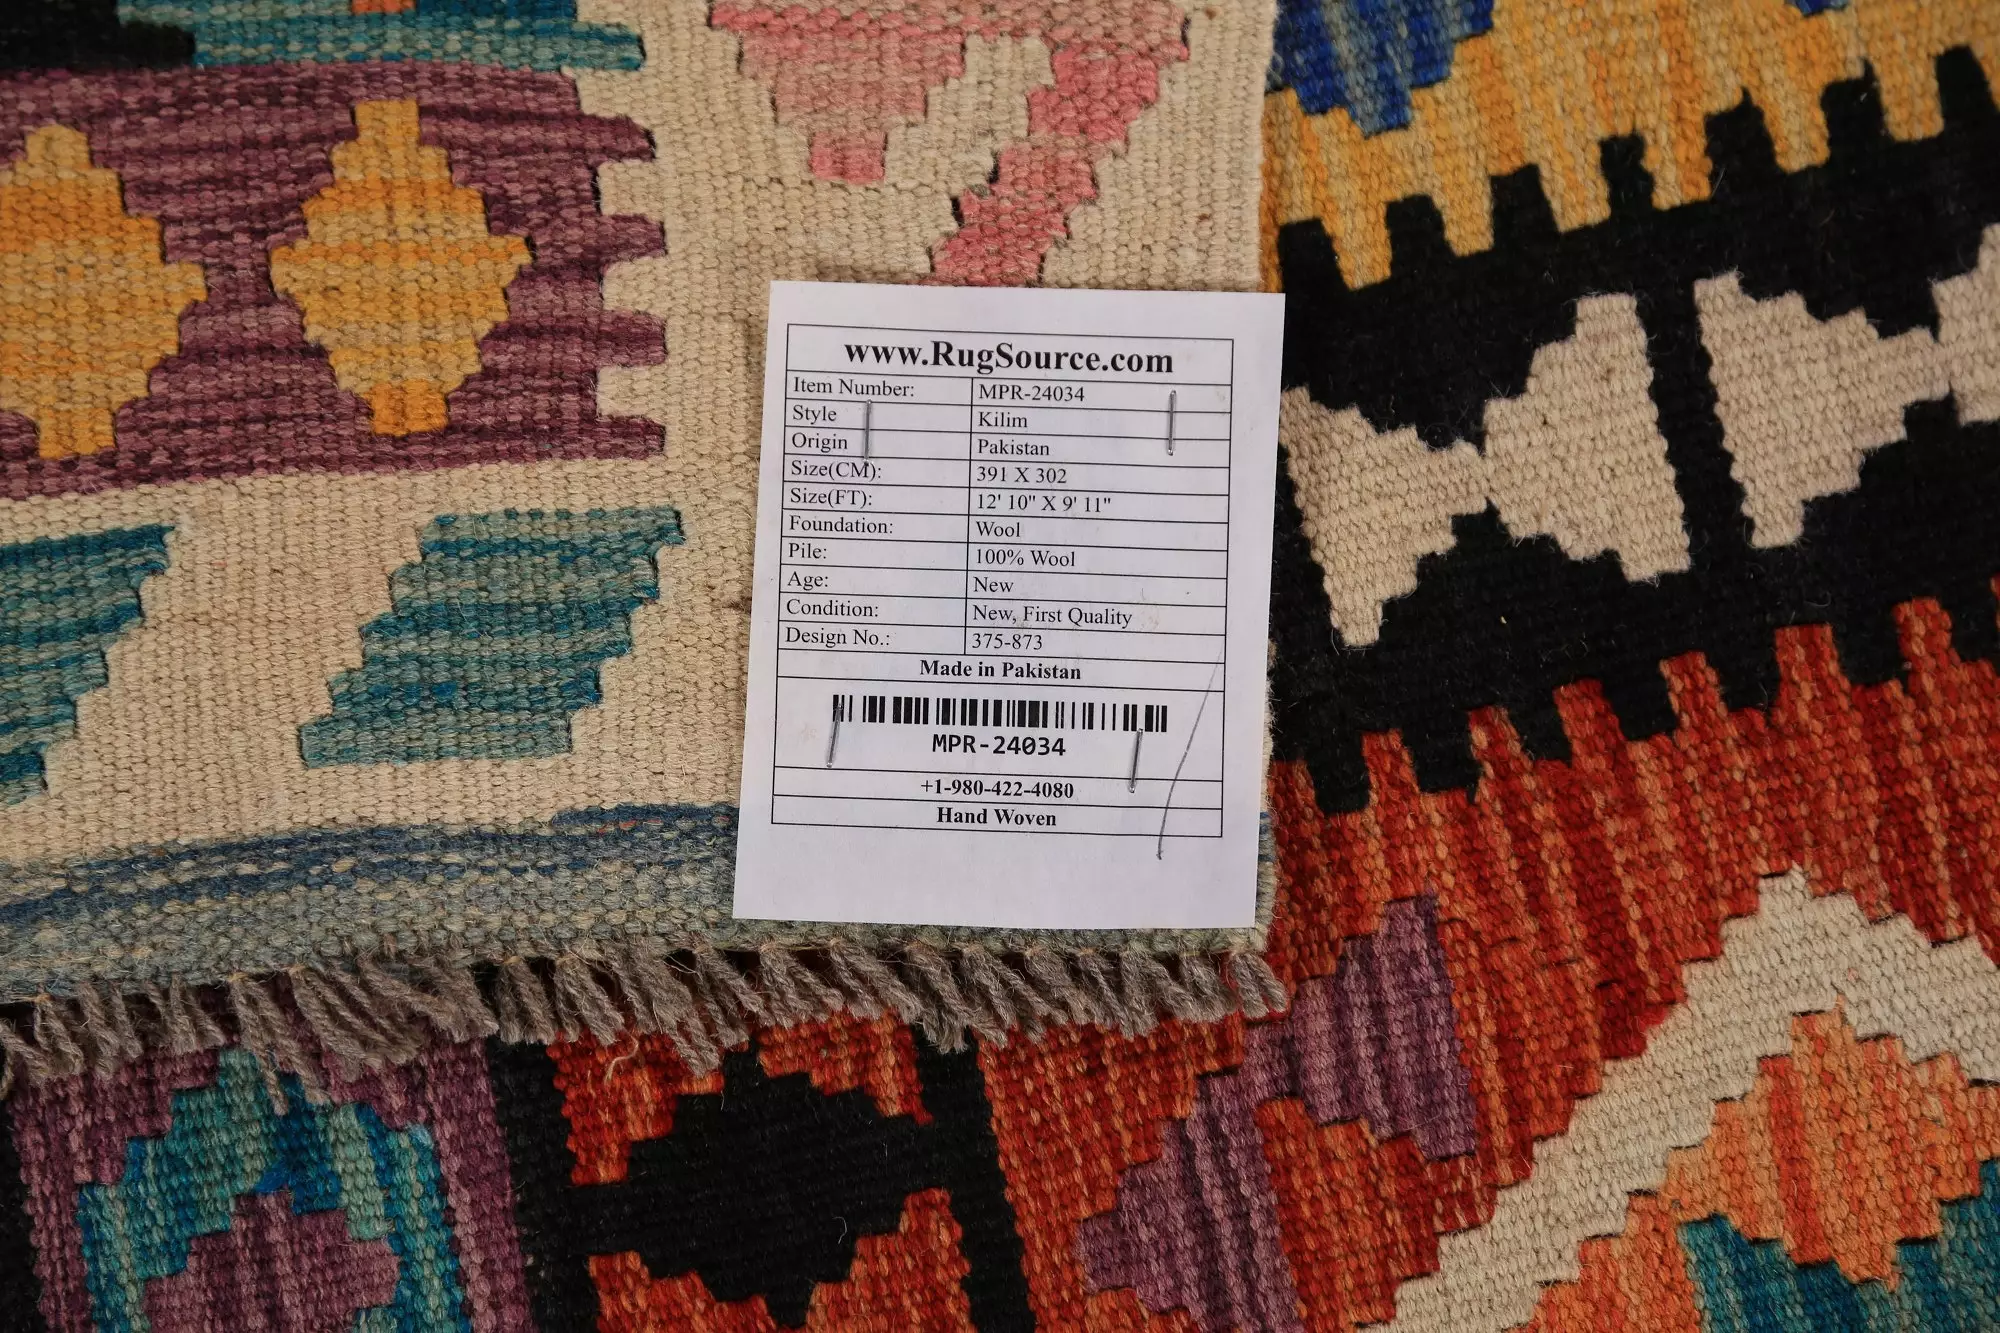 www.RugSource.com
Item Number: MPR-24034
Style Kilim
Origin Pakistan
Size(CM): 391 X 302
Size(FT): 12' 10" X 9' 11"
Foundation: Wool
Pile: 100% Wool
Age: New
Condition: New, First Quality
Design No.: 375-873
Made in Pakistan
MPR-24034
+1-980-422-4080
Hand Woven